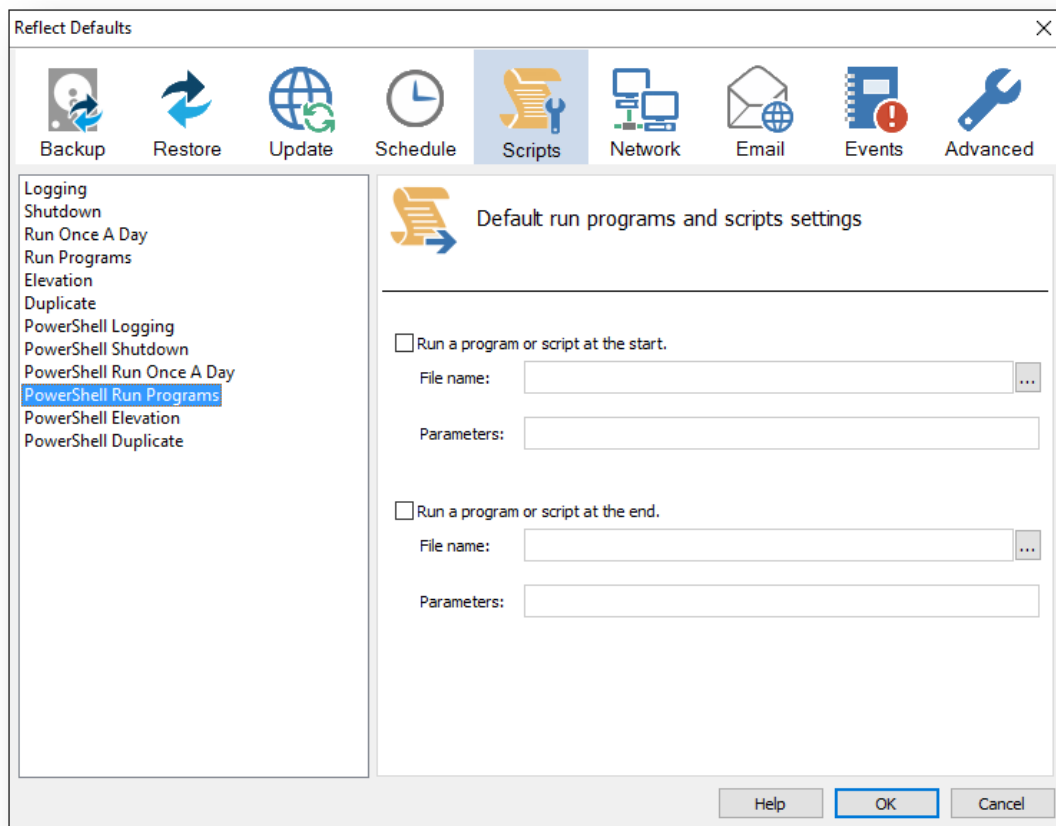 Reflect Defaults
Backup Restore Update Schedule Scripts Network Email Events Advanced
Logging
Shutdown
Run Once A Day
Run Programs
Elevation
Duplicate
PowerShell Logging
PowerShell Shutdown
PowerShell Run Once A Day
PowerShell Run Programs
PowerShell Elevation
PowerShell Duplicate
Default run programs and scripts settings
Run a program or script at the start.
File name:
...
Parameters:
Run a program or script at the end.
File name:
...
Parameters:
Help OK Cancel